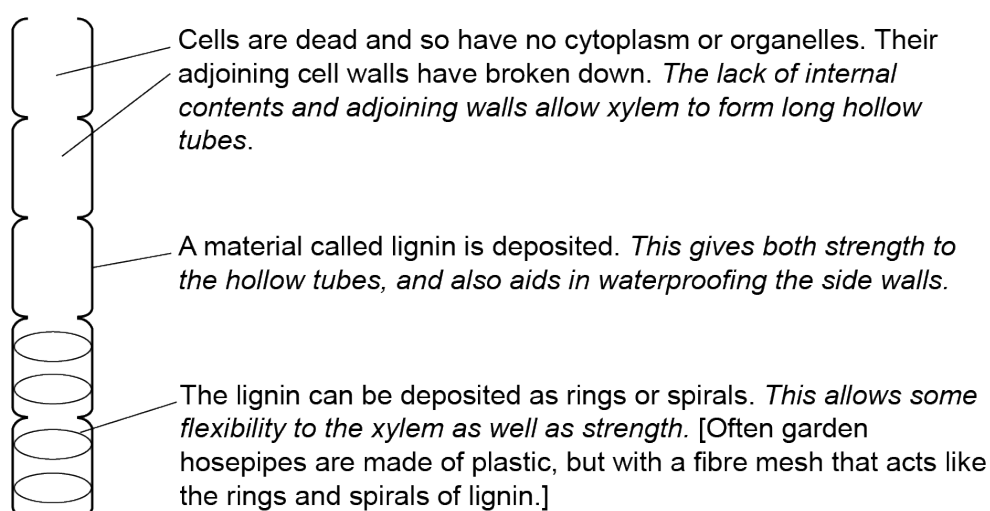 Cells are dead and so have no cytoplasm or organelles. Their
adjoining cell walls have broken down. The lack of internal
contents and adjoining walls allow xylem to form long hollow
tubes.
A material called lignin is deposited. This gives both strength to
the hollow tubes, and also aids in waterproofing the side walls.
The lignin can be deposited as rings or spirals. This allows some
flexibility to the xylem as well as strength. [Often garden
hosepipes are made of plastic, but with a fibre mesh that acts like
the rings and spirals of lignin.]